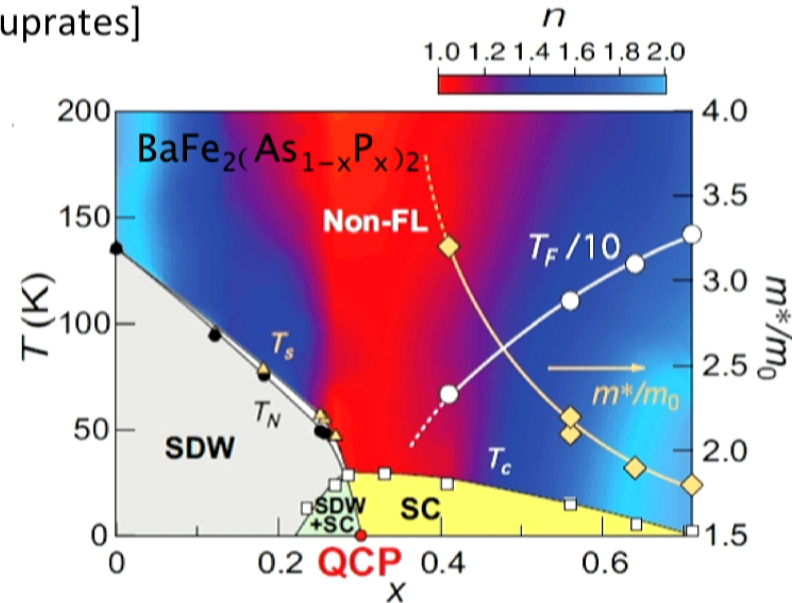 uprates]
n
1.0 1.2 1.4 1.6 1.8 2.0
200
4.0
BaFe2(As1−xPx)2
150
3.5
Non-FL
TF/10
3.0
T (K)
m*/m0
100
Ts
2.5
m*/m0
TN
50
SDW
Tc
2.0
SDW
+SC
SC
0
1.5
QCP
0 0.2 0.4 0.6
x